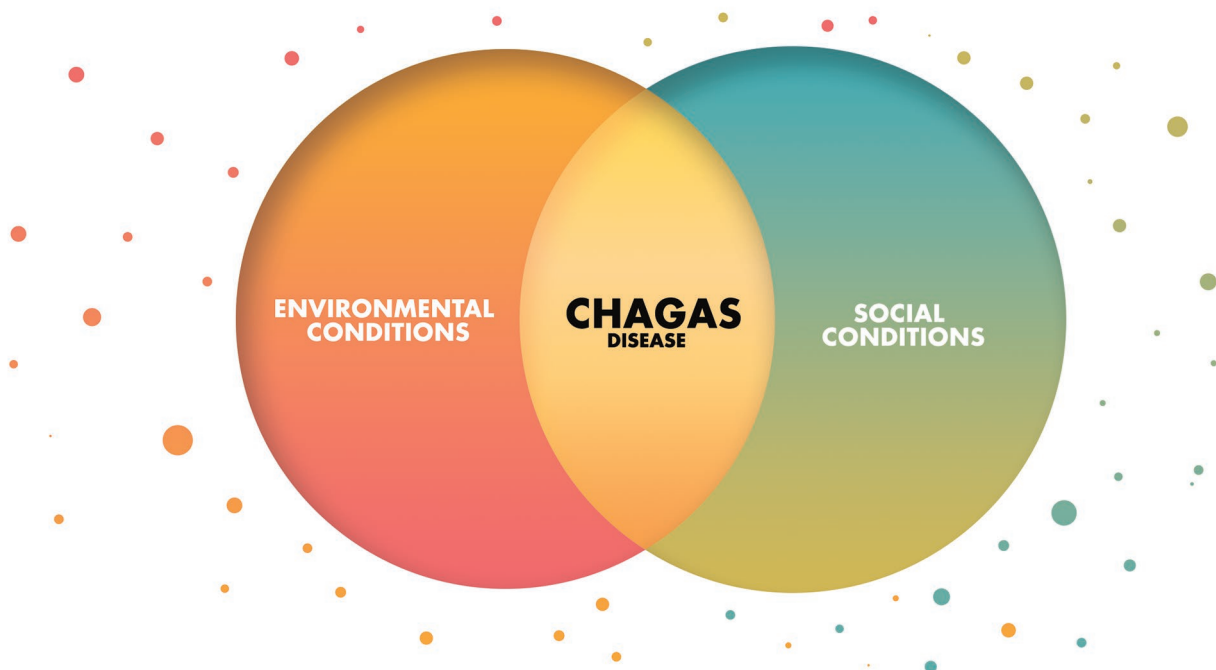 ENVIRONMENTAL
CONDITIONS
CHAGAS
DISEASE
SOCIAL
CONDITIONS